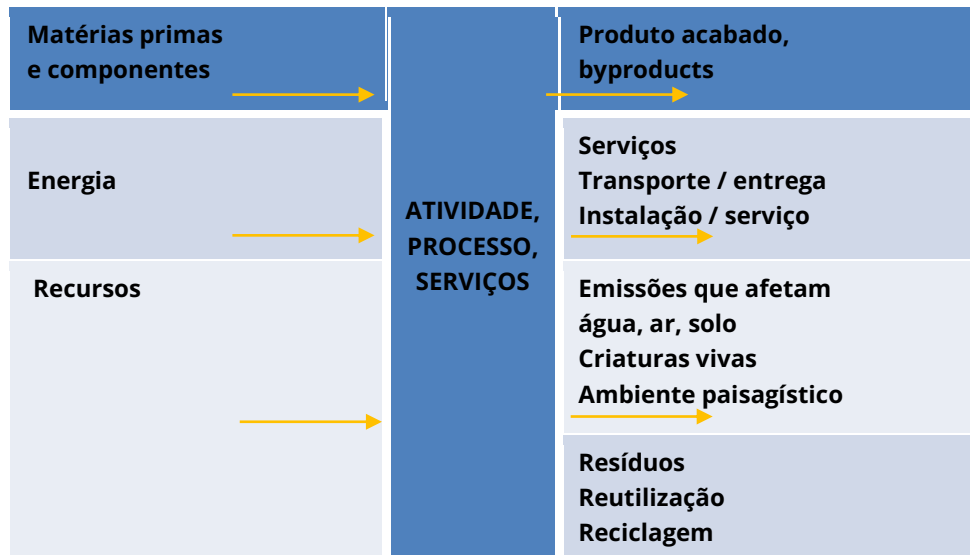 Matérias primas
e componentes
Produto acabado,
byproducts
Energia
ATIVIDADE,
PROCESSO,
SERVIÇOS
Serviços
Transporte / entrega
Instalação / serviço
Recursos
Emissões que afetam
água, ar, solo
Criaturas vivas
Ambiente paisagístico
Resíduos
Reutilização
Reciclagem